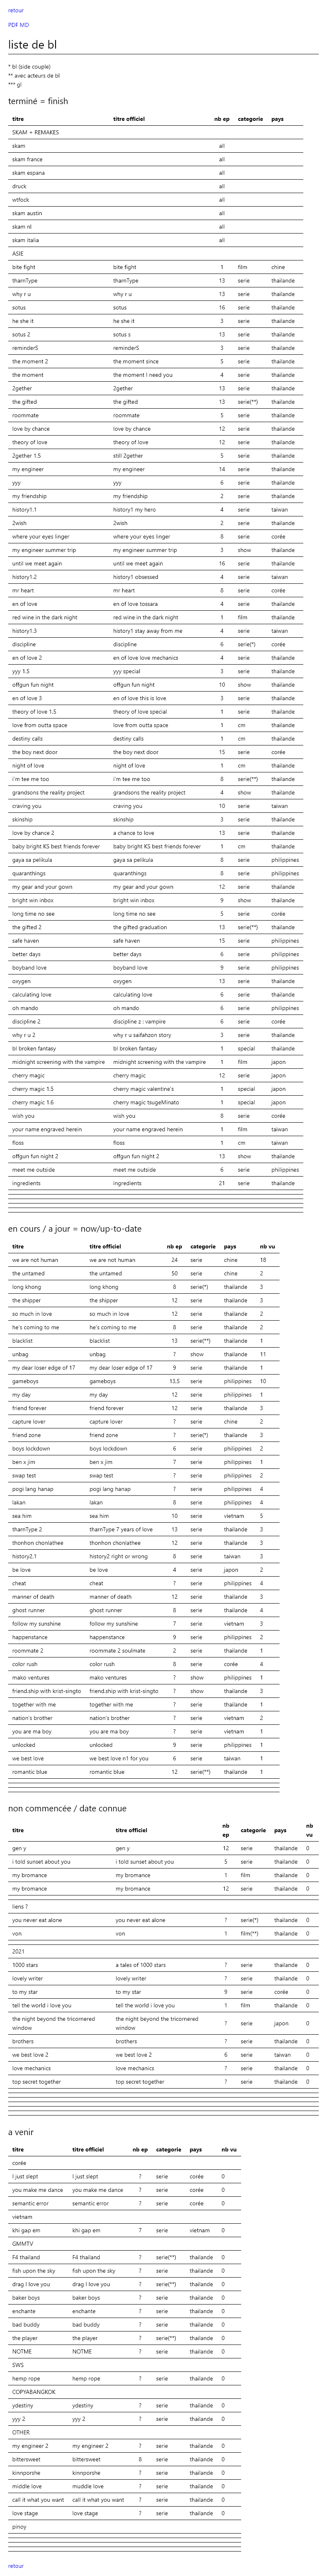 retour
PDF MD
liste de bl
* bl (side couple)
** avec acteurs de bl
*** gl
terminé = finish
titre titre officiel nb ep categorie pays
SKAM + REMAKES
skam all
skam france all
skam espana all
druck all
wtfock all
skam austin all
skam nl all
skam italia all
ASIE
bite fight bite fight 1 film chine
tharnType tharnType 13 serie thailande
why r u why r u 13 serie thailande
sotus sotus 16 serie thailande
he she it he she it 3 serie thailande
sotus 2 sotus s 13 serie thailande
reminderS reminderS 3 serie thailande
the moment 2 the moment since 5 serie thailande
the moment the moment I need you 4 serie thailande
2gether 2gether 13 serie thailande
the gifted the gifted 13 serie(**) thailande
roommate roommate 5 serie thailande
love by chance love by chance 12 serie thailande
theory of love theory of love 12 serie thailande
2gether 1.5 still 2gether 5 serie thailande
my engineer my engineer 14 serie thailande
yyy yyy 6 serie thailande
my friendship my friendship 2 serie thailande
history1.1 history1 my hero 4 serie taiwan
2wish 2wish 2 serie thailande
where your eyes linger where your eyes linger 8 serie corée
my engineer summer trip my engineer summer trip 3 show thailande
until we meet again until we meet again 16 serie thailande
history1.2 history1 obsessed 4 serie taiwan
mr heart mr heart 8 serie corée
en of love en of love tossara 4 serie thailande
red wine in the dark night red wine in the dark night 1 film thailande
history1.3 history1 stay away from me 4 serie taiwan
discipline discipline 6 serie(*) corée
en of love 2 en of love love mechanics 4 serie thailande
yyy 1.5 yyy special 3 serie thailande
offgun fun night offgun fun night 10 show thailande
en of love 3 en of love this is love 3 serie thailande
theory of love 1.5 theory of love special 1 serie thailande
love from outta space love from outta space 1 cm thailande
destiny calls destiny calls 1 cm thailande
the boy next door the boy next door 15 serie corée
night of love night of love 1 cm thailande
i'm tee me too i'm tee me too 8 serie(**) thailande
grandsons the reality project grandsons the reality project 4 show thailande
craving you craving you 10 serie taiwan
skinship skinship 3 serie thailande
love by chance 2 a chance to love 13 serie thailande
baby bright KS best friends forever baby bright KS best friends forever 1 cm thailande
gaya sa pelikula gaya sa pelikula 8 serie philippines
quaranthings quaranthings 8 serie philippines
my gear and your gown my gear and your gown 12 serie thailande
bright win inbox bright win inbox 9 show thailande
long time no see long time no see 5 serie corée
the gifted 2 the gifted graduation 13 serie(**) thailande
safe haven safe haven 15 serie philippines
better days better days 6 serie philippines
boyband love boyband love 9 serie philippines
oxygen oxygen 13 serie thailande
calculating love calculating love 6 serie thailande
oh mando oh mando 6 serie philippines
discipline 2 discipline z : vampire 6 serie corée
why r u 2 why r u saifahzon story 3 serie thailande
bl broken fantasy bl broken fantasy 1 special thailande
midnight screening with the vampire midnight screening with the vampire 1 film japon
cherry magic cherry magic 12 serie japon
cherry magic 1.5 cherry magic valentine's 1 special japon
cherry magic 1.6 cherry magic tsugeMinato 1 special japon
wish you wish you 8 serie corée
your name engraved herein your name engraved herein 1 film taiwan
floss floss 1 cm taiwan
offgun fun night 2 offgun fun night 2 13 show thailande
meet me outside meet me outside 6 serie philippines
ingredients ingredients 21 serie thailande
en cours / a jour = now/up-to-date
titre titre officiel nb ep categorie pays nb vu
we are not human we are not human 24 serie chine 18
the untamed the untamed 50 serie chine 2
long khong long khong 8 serie(*) thailande 3
the shipper the shipper 12 serie thailande 3
so much in love so much in love 12 serie thailande 2
he's coming to me he's coming to me 8 serie thailande 2
blacklist blacklist 13 serie(**) thailande 1
unbag unbag ? show thailande 11
my dear loser edge of 17 my dear loser edge of 17 9 serie thailande 1
gameboys gameboys 13,5 serie philippines 10
my day my day 12 serie philippines 1
friend forever friend forever 12 serie thailande 3
capture lover capture lover ? serie chine 2
friend zone friend zone ? serie(*) thailande 3
boys lockdown boys lockdown 6 serie philippines 2
ben x jim ben x jim 7 serie philippines 1
swap test swap test ? serie philippines 2
pogi lang hanap pogi lang hanap ? serie philippines 4
lakan lakan 8 serie philippines 4
sea him sea him 10 serie vietnam 5
tharnType 2 tharnType 7 years of love 13 serie thailande 3
thonhon chonlathee thonhon chonlathee 12 serie thailande 3
history2.1 history2 right or wrong 8 serie taiwan 3
be love be love 4 serie japon 2
cheat cheat ? serie philippines 4
manner of death manner of death 12 serie thailande 3
ghost runner ghost runner 8 serie thailande 4
follow my sunshine follow my sunshine ? serie vietnam 3
happenstance happenstance 9 serie philippines 2
roommate 2 roommate 2 soulmate 2 serie thailande 1
color rush color rush 8 serie corée 4
mako ventures mako ventures ? show philippines 1
friend.ship with krist-singto friend.ship with krist-singto ? show thailande 3
together with me together with me ? serie thailande 1
nation's brother nation's brother ? serie vietnam 2
you are ma boy you are ma boy ? serie vietnam 1
unlocked unlocked 9 serie philippines 1
we best love we best love n1 for you 6 serie taiwan 1
romantic blue romantic blue 12 serie(**) thailande 1
non commencée / date connue
titre titre officiel nb ep categorie pays nb vu
gen y gen y 12 serie thailande 0
i told sunset about you i told sunset about you 5 serie thailande 0
my bromance my bromance 1 film thailande 0
my bromance my bromance 12 serie thailande 0
liens ?
you never eat alone you never eat alone ? serie(*) thailande 0
von von 1 film(**) thailande 0
2021
1000 stars a tales of 1000 stars ? serie thailande 0
lovely writer lovely writer ? serie thailande 0
to my star to my star 9 serie corée 0
tell the world i love you tell the world i love you 1 film thailande 0
the night beyond the tricornered window the night beyond the tricornered window ? serie japon 0
brothers brothers ? serie thailande 0
we best love 2 we best love 2 6 serie taiwan 0
love mechanics love mechanics ? serie thailande 0
top secret together top secret together ? serie thailande 0
a venir
titre titre officiel nb ep categorie pays nb vu
corée
I just slept I just slept ? serie corée 0
you make me dance you make me dance ? serie corée 0
semantic error semantic error ? serie corée 0
vietnam
khi gap em khi gap em 7 serie vietnam 0
GMMTV
F4 thailand F4 thailand ? serie(**) thailande 0
fish upon the sky fish upon the sky ? serie thailande 0
drag I love you drag I love you ? serie(**) thailande 0
baker boys baker boys ? serie thailande 0
enchante enchante ? serie thailande 0
bad buddy bad buddy ? serie thailande 0
the player the player ? serie(**) thailande 0
NOTME NOTME ? serie thailande 0
SWS
hemp rope hemp rope ? serie thailande 0
COPYABANGKOK
ydestiny ydestiny ? serie thailande 0
yyy 2 yyy 2 ? serie thailande 0
OTHER.
my engineer 2 my engineer 2 ? serie thailande 0
bittersweet bittersweet 8 serie thailande 0
kinnporshe kinnporshe ? serie thailande 0
middle love muddle love ? serie thailande 0
call it what you want call it what you want ? serie thailande 0
love stage love stage ? serie thailande 0
pinoy
retour